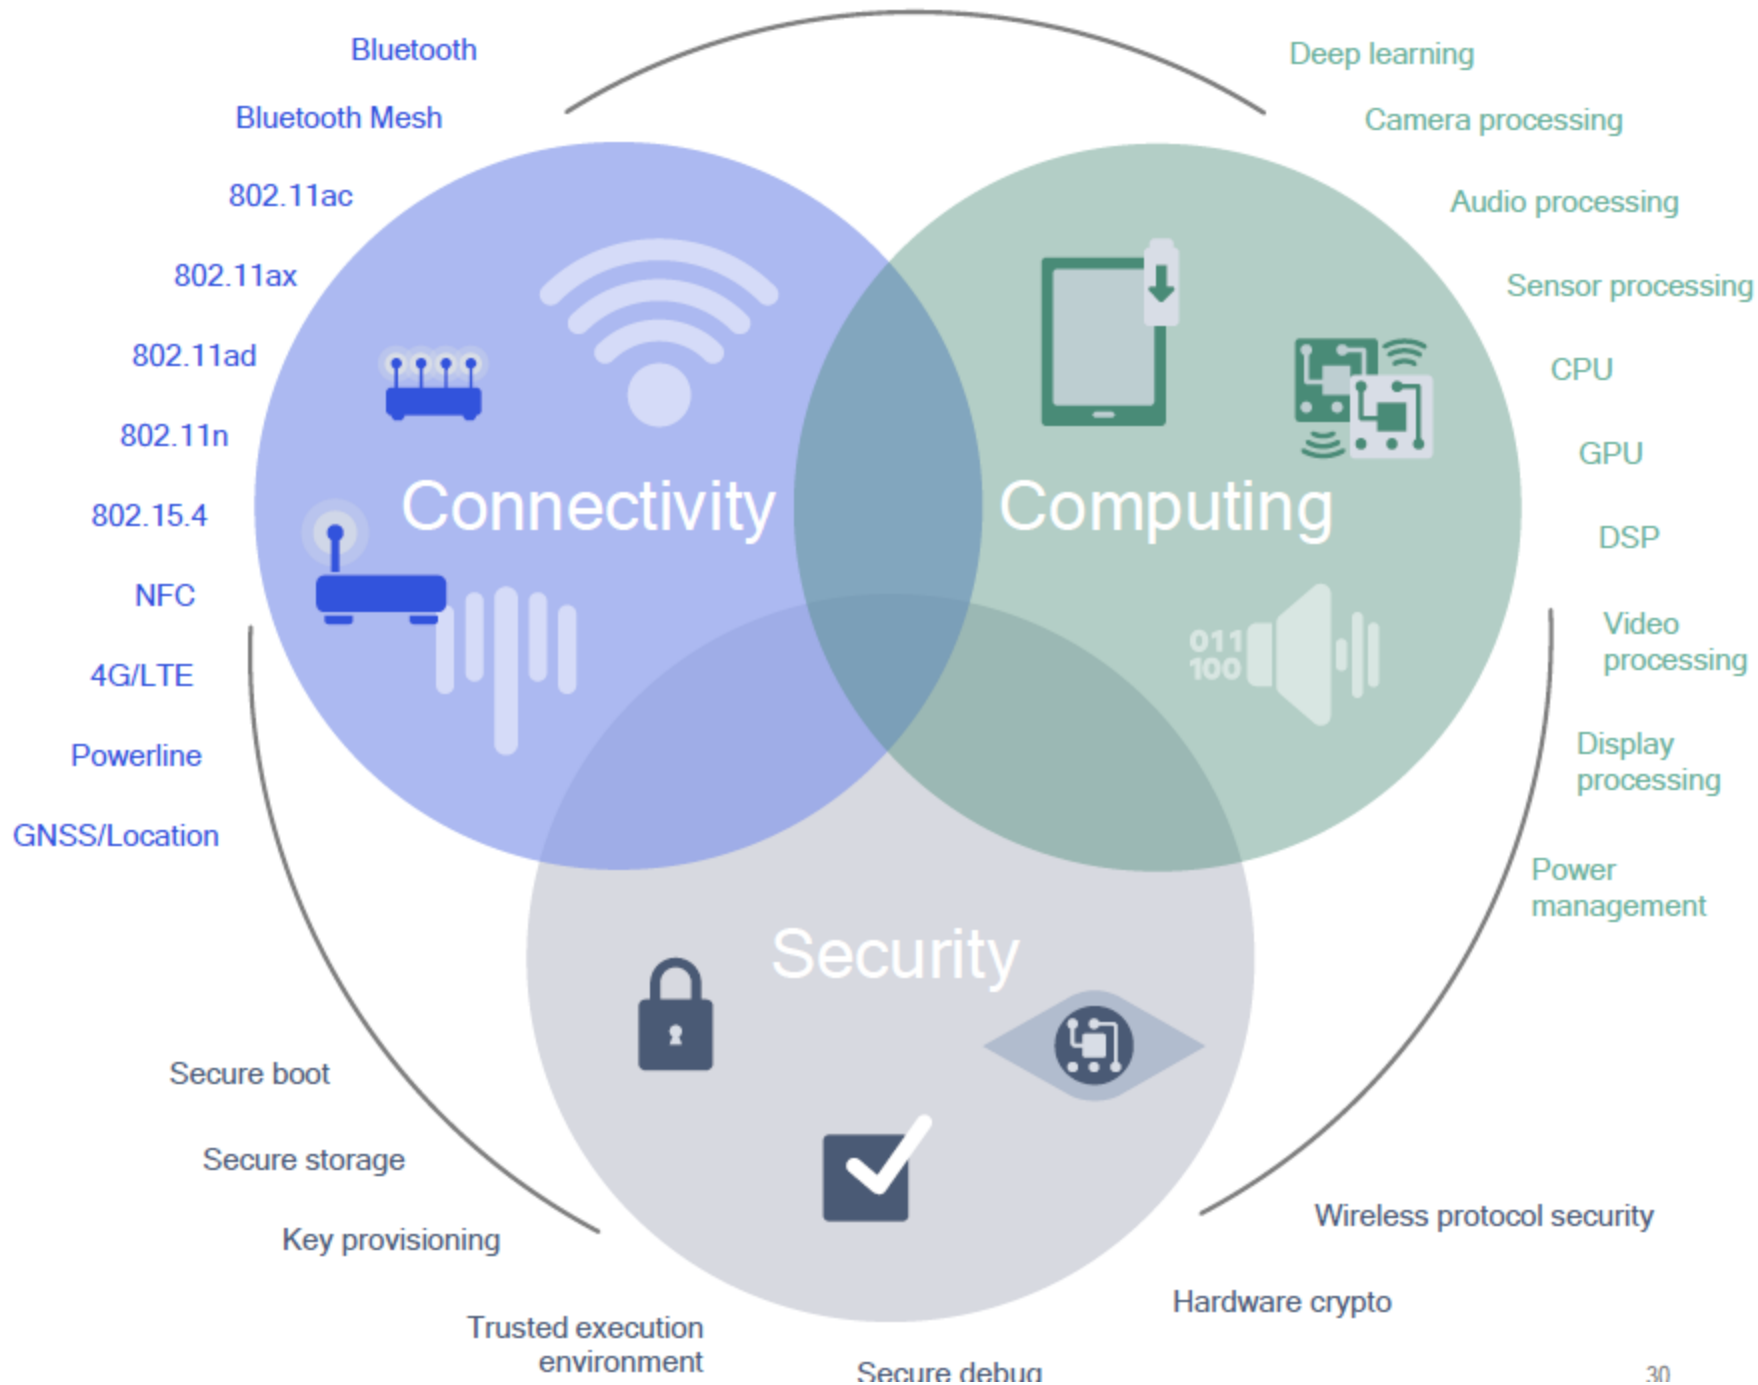 Bluetooth
Bluetooth Mesh
802.11ac
802.11ax
802.11ad
802.11n
802.15.4
NFC
4G/LTE
Powerline
GNSS/Location
Connectivity
Deep learning
Camera processing
Audio processing
Sensor processing
CPU
GPU
DSP
Video
processing
Display
processing
Power
management
Computing
011
100
Security
Secure boot
Secure storage
Key provisioning
Trusted execution
environment
Secure debug
Hardware crypto
Wireless protocol security
30